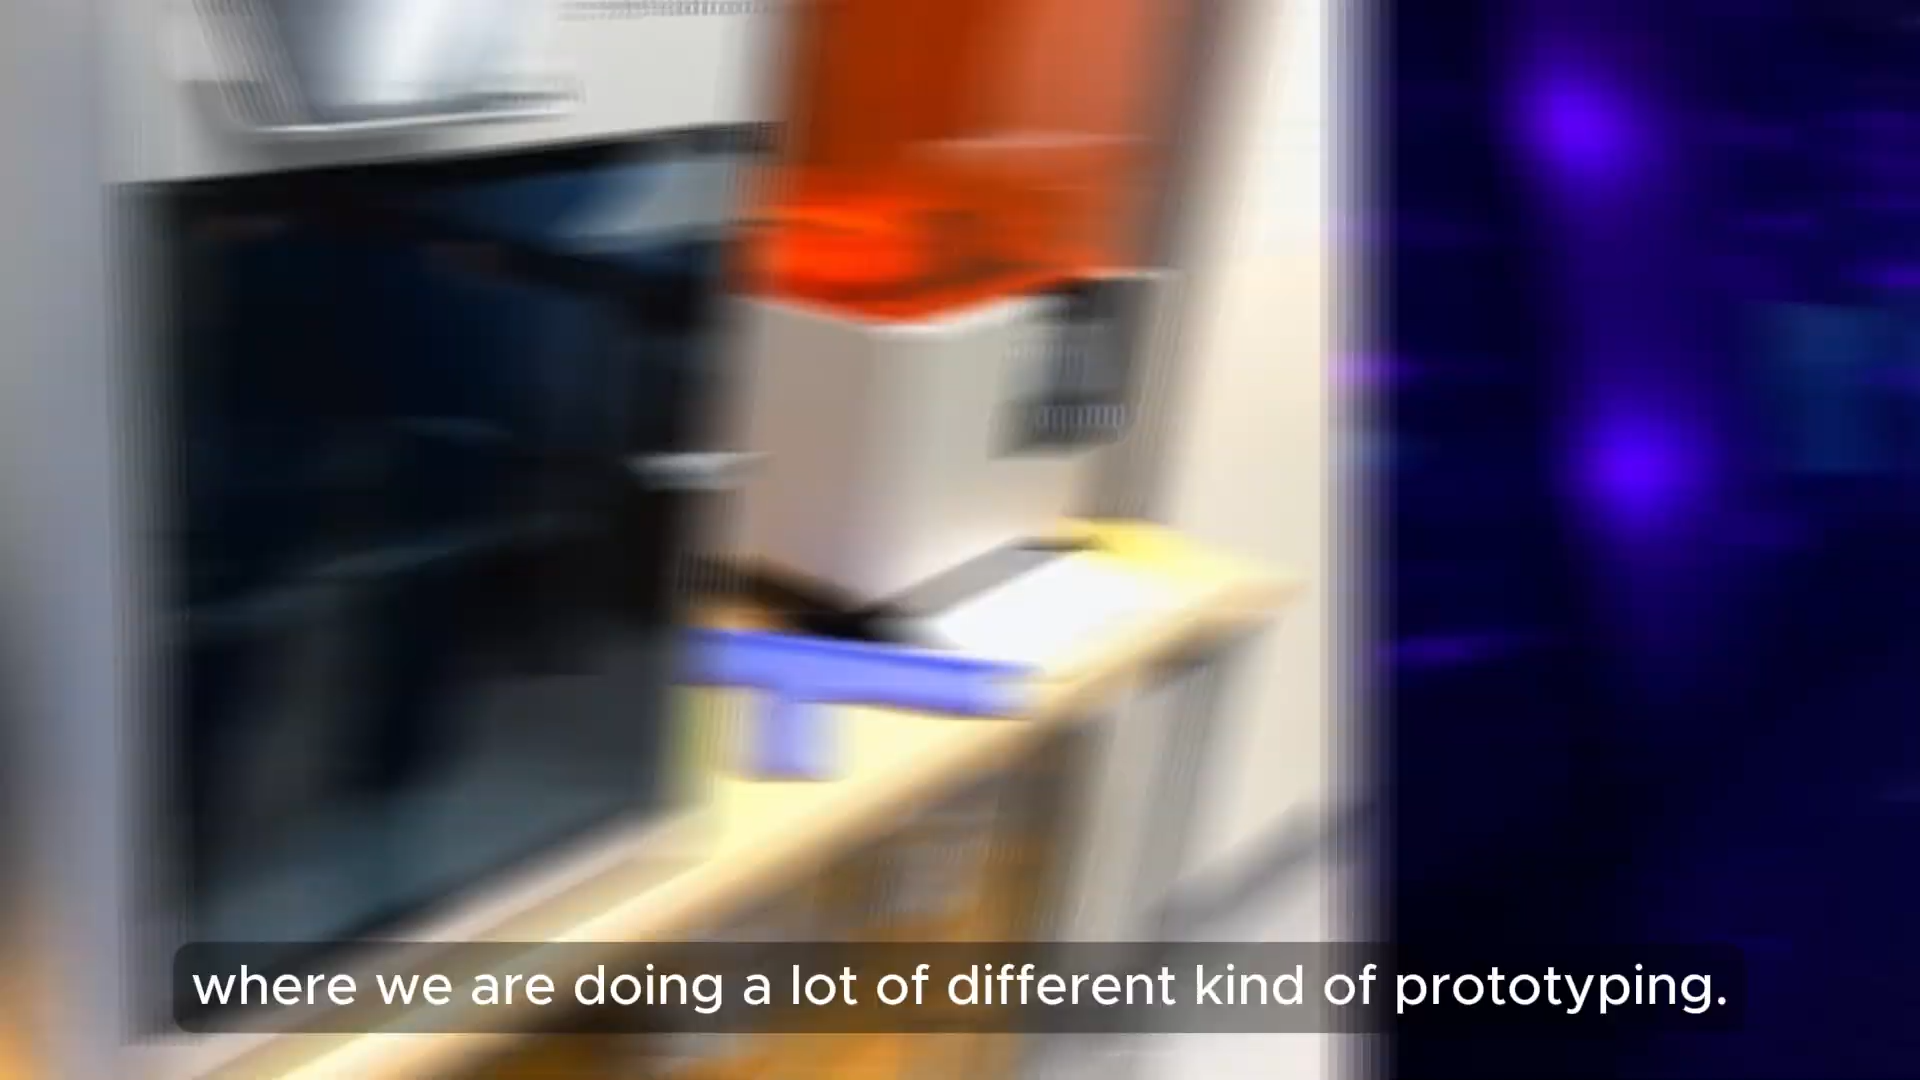 where we are doing a lot of different kind of prototyping.